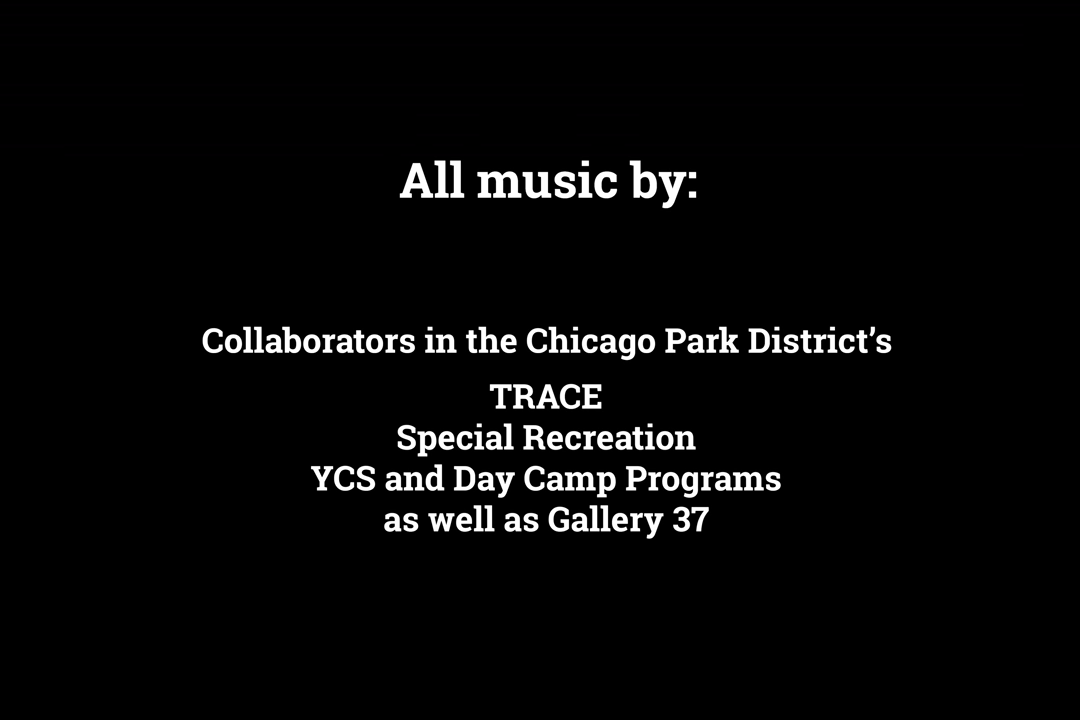 All music by:
Collaborators in the Chicago Park District’s
TRACE
Special Recreation
YCS and Day Camp Programs
as well as Gallery 37